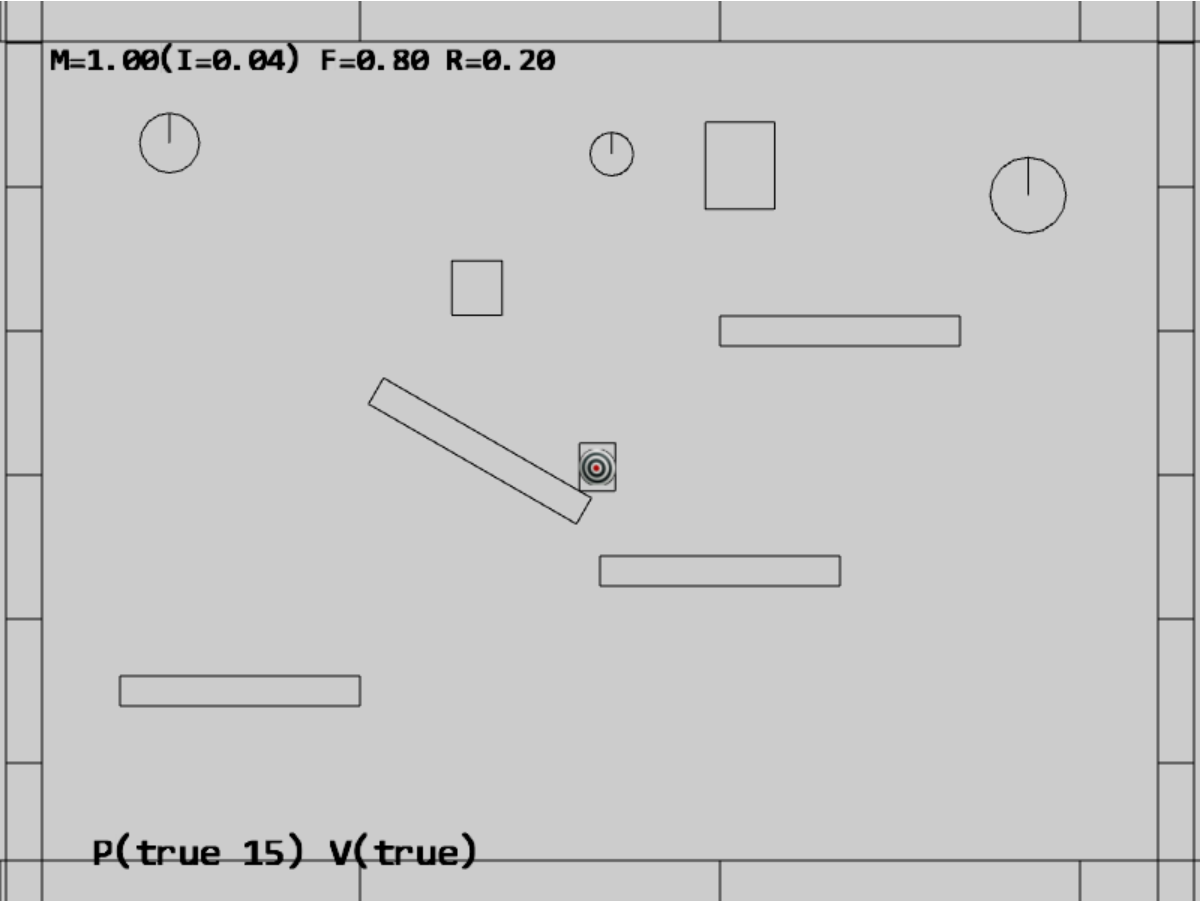 M=1.00(I=0.04) F=0.80 R=0.20
P(true 15) V(true)